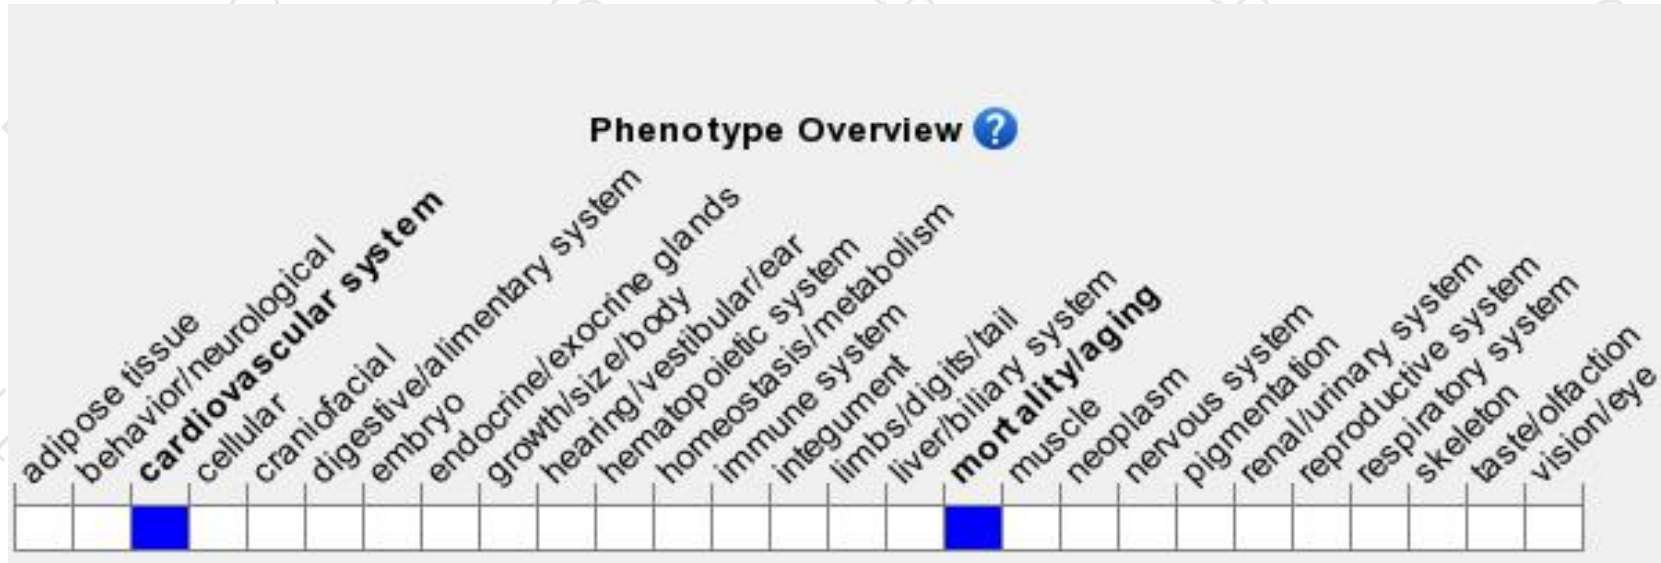 Phenotype Overview ?
adipose tissue
behavior/neurological
cardiovascular system
cellular
craniofacial
digestive/alimentary system
embryo
endocrine/exocrine glands
growth/size/body
hearing/vestibular/ear
hematopoietic system
homeostasis/metabolism
immune system
integument
limbs/digits/tail
liver/biliary system
mortality/aging
muscle
neoplasm
nervous system
pigmentation
renal/urinary system
reproductive system
respiratory system
skeleton
taste/olfaction
vision/eye